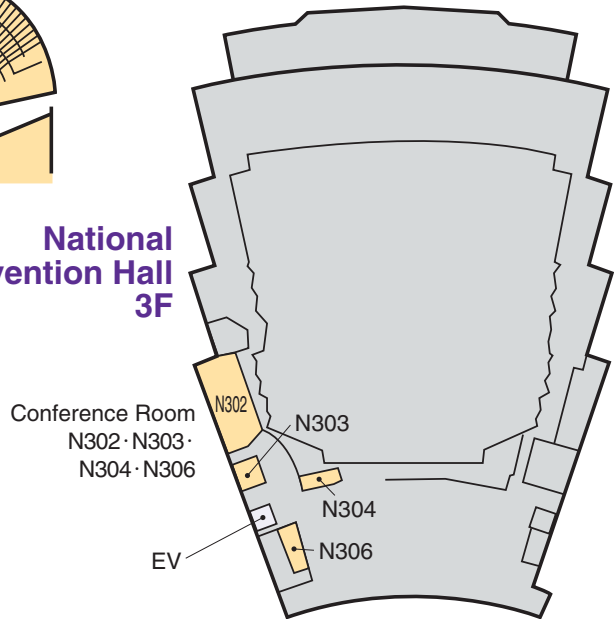 National
vention Hall
3F
Conference Room
N302·N303·
N304·N306
N302
N303
N304
EV
N306